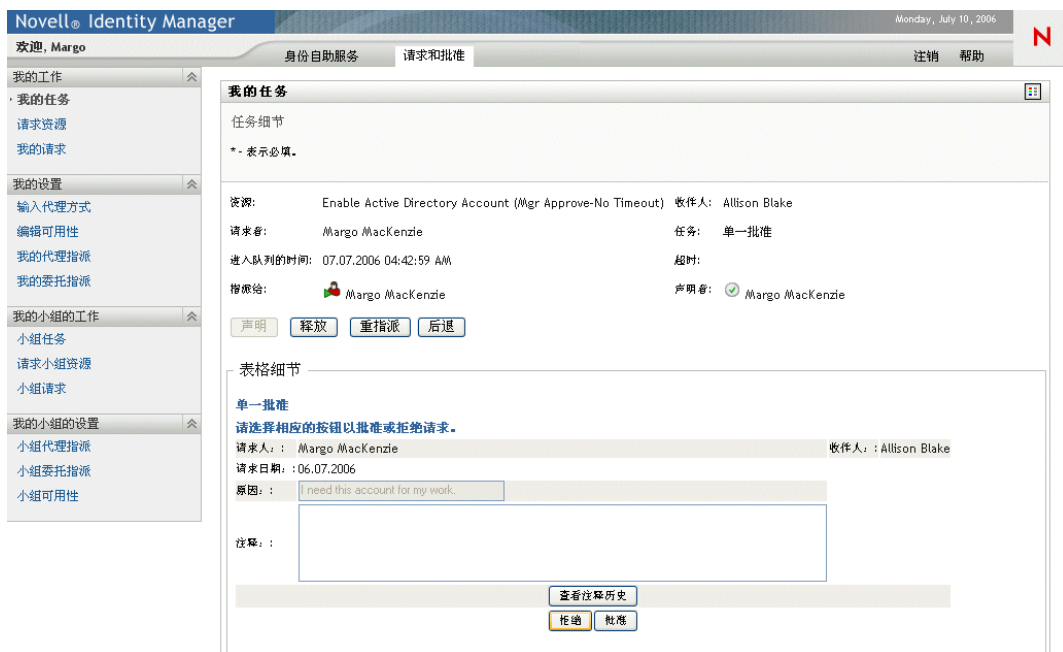 Novell® Identity Manager
Monday, July 10, 2006
N
欢迎, Margo
身份自助服务
请求和批准
注销
帮助
我的工作
我的任务
请求资源
我的请求
我的设置
输入代理方式
编辑可用性
我的代理指派
我的委托指派
我的小组的工作
小组任务
请求小组资源
小组请求
我的小组的设置
小组代理指派
小组委托指派
小组可用性
我的任务
任务细节
*- 表示必填。
资源: Enable Active Directory Account (Mgr Approve-No Timeout) 收件人: Allison Blake
请求者: Margo MacKenzie 任务: 单一批准
进入队列的时间: 07.07.2006 04:42:59 AM 超时:
指派给: Margo MacKenzie 声明者: Margo MacKenzie
声明 释放 重指派 后退
表格细节
单一批准
请选择相应的按钮以批准或拒绝请求。
请求人: : Margo MacKenzie 收件人: : Allison Blake
请求日期: :06.07.2006
原因: : I need this account for my work.
注释: :
查看注释历史
拒绝 批准